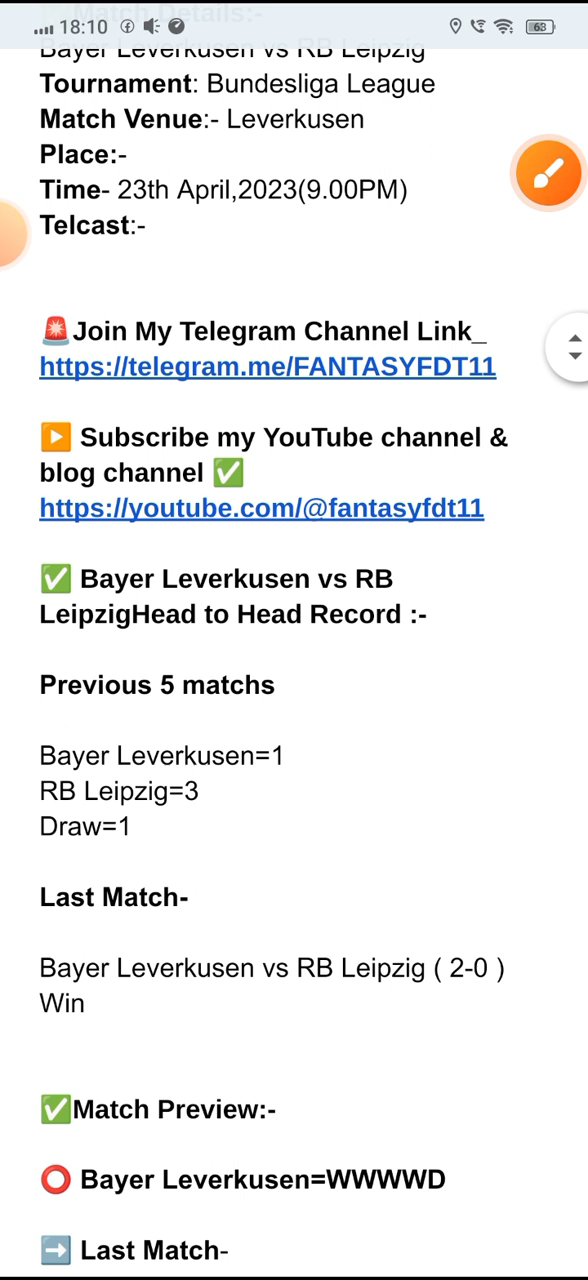 Match Details:-
18:10
63
Bayer Leverkusen vs RB Leipzig
Tournament: Bundesliga League
Match Venue:- Leverkusen
Place:-
Time- 23th April,2023(9.00PM)
Telcast:-
Join My Telegram Channel Link_
https://telegram.me/FANTASYFDT11
Subscribe my YouTube channel &
blog channel ✅
https://youtube.com/@fantasyfdt11
✅ Bayer Leverkusen vs RB
LeipzigHead to Head Record :-
Previous 5 matchs
Bayer Leverkusen=1
RB Leipzig=3
Draw=1
Last Match-
Bayer Leverkusen vs RB Leipzig ( 2-0 )
Win
✅Match Preview:-
⭕ Bayer Leverkusen=WWWWD
➡️ Last Match-